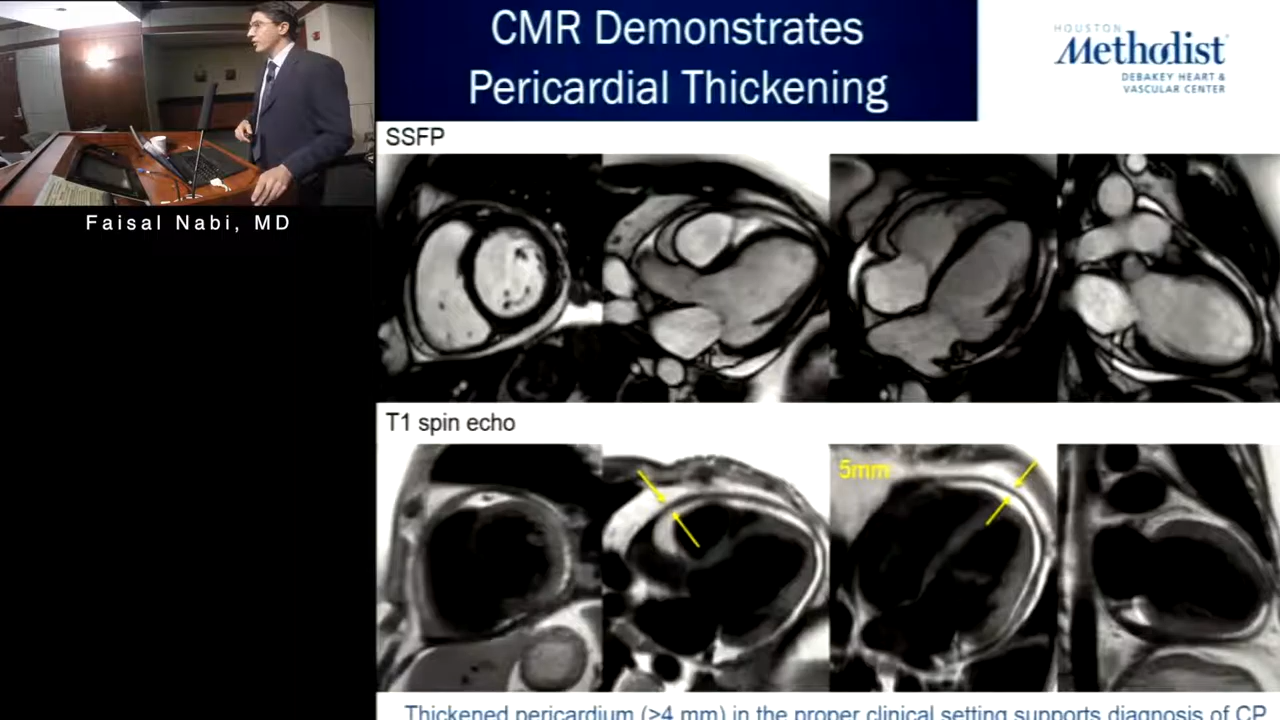 CMR Demonstrates
Pericardial Thickening
HOUSTON
Methodist
DEBAKEY HEART &
VASCULAR CENTER
SSFP
Faisal Nabi, MD
T1 spin echo
5mm
Thickened pericardium (>4 mm) in the proper clinical setting supports diagnosis of CP